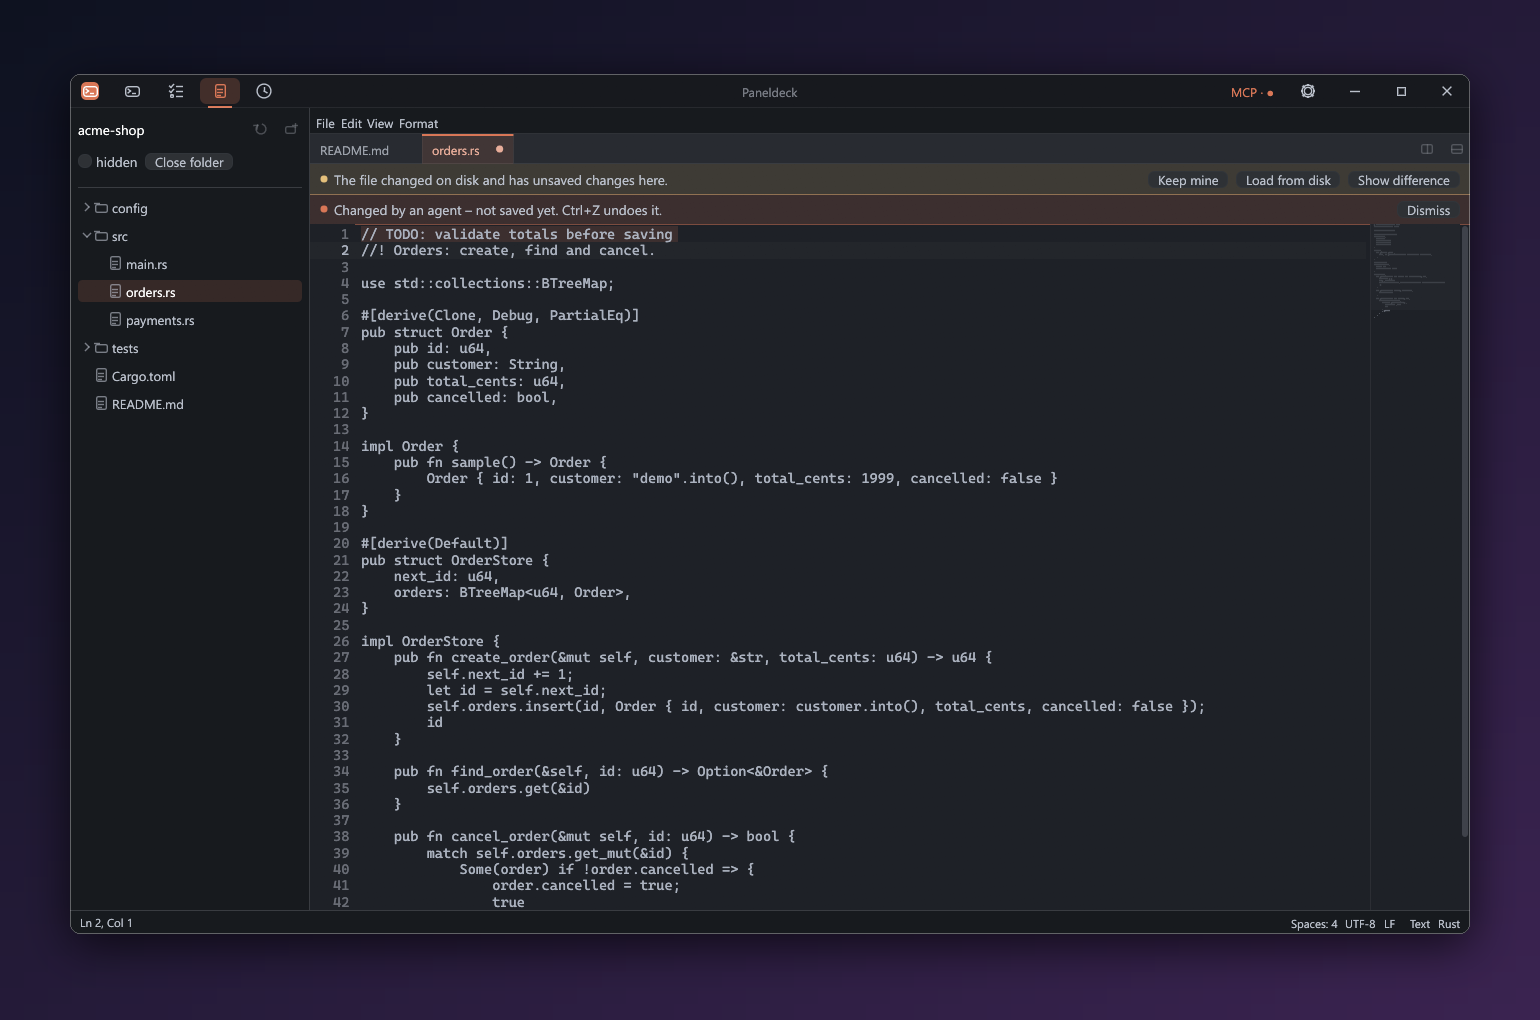 Paneldeck
MCP ·
acme-shop
hidden
Close folder
config
src
main.rs
orders.rs
payments.rs
tests
Cargo.toml
README.md
File Edit View Format
README.md
orders.rs
The file changed on disk and has unsaved changes here.
Keep mine
Load from disk
Show difference
Changed by an agent – not saved yet. Ctrl+Z undoes it.
Dismiss
1 // TODO: validate totals before saving
2 //! Orders: create, find and cancel.
3
4 use std::collections::BTreeMap;
5
6 #[derive(Clone, Debug, PartialEq)]
7 pub struct Order {
8     pub id: u64,
9     pub customer: String,
10     pub total_cents: u64,
11     pub cancelled: bool,
12 }
13
14 impl Order {
15     pub fn sample() -> Order {
16         Order { id: 1, customer: "demo".into(), total_cents: 1999, cancelled: false }
17     }
18 }
19
20 #[derive(Default)]
21 pub struct OrderStore {
22     next_id: u64,
23     orders: BTreeMap<u64, Order>,
24 }
25
26 impl OrderStore {
27     pub fn create_order(&mut self, customer: &str, total_cents: u64) -> u64 {
28         self.next_id += 1;
29         let id = self.next_id;
30         self.orders.insert(id, Order { id, customer: customer.into(), total_cents, cancelled: false });
31         id
32     }
33
34     pub fn find_order(&self, id: u64) -> Option<&Order> {
35         self.orders.get(&id)
36     }
37
38     pub fn cancel_order(&mut self, id: u64) -> bool {
39         match self.orders.get_mut(&id) {
40             Some(order) if !order.cancelled => {
41                 order.cancelled = true;
42                 true
Ln 2, Col 1
Spaces: 4 UTF-8 LF Text Rust